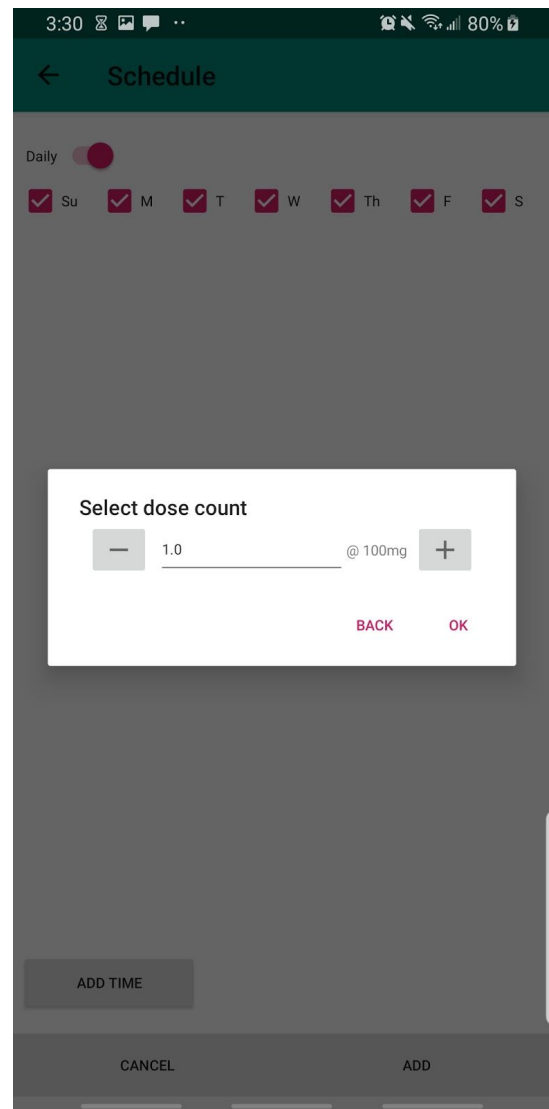 3:30 80%
Schedule
Daily
Su M T W Th F S
Select dose count
1.0 @ 100mg
BACK OK
ADD TIME
CANCEL ADD